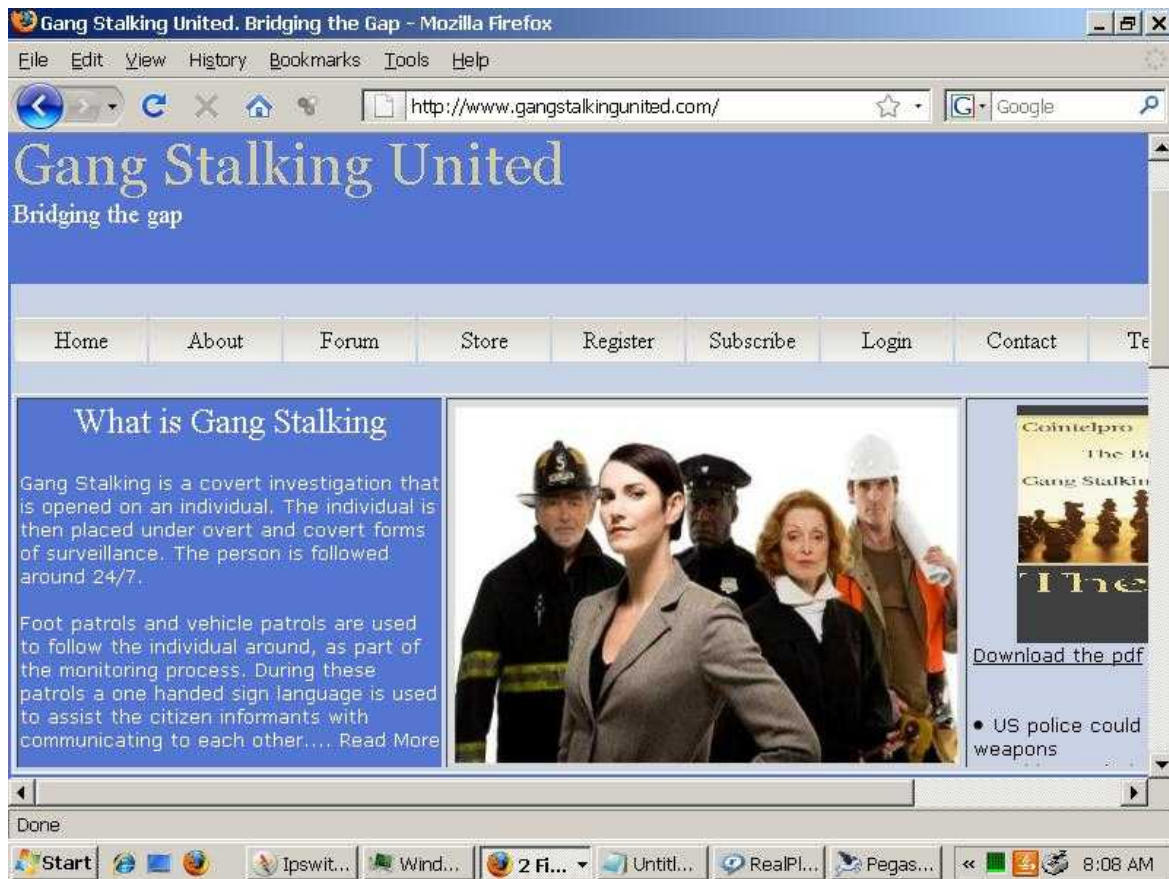 Gang Stalking United. Bridging the Gap - Mozilla Firefox
File Edit View History Bookmarks Tools Help
http://www.gangstalkingunited.com/
G Google
Gang Stalking United
Bridging the gap
Home About Forum Store Register Subscribe Login Contact Te
What is Gang Stalking
Gang Stalking is a covert investigation that
is opened on an individual. The individual is
then placed under overt and covert forms
of surveillance. The person is followed
around 24/7.
Foot patrols and vehicle patrols are used
to follow the individual around, as part of
the monitoring process. During these
patrols a one handed sign language is used
to assist the citizen informants with
communicating to each other.... Read More
5
Cointelpro
The B
Gang Stalkin
The
Download the pdf
• US police could
weapons
Done
Start Ipswit... Wind... 2 Fi... Untitl... RealPl... Pegas... « 8:08 AM